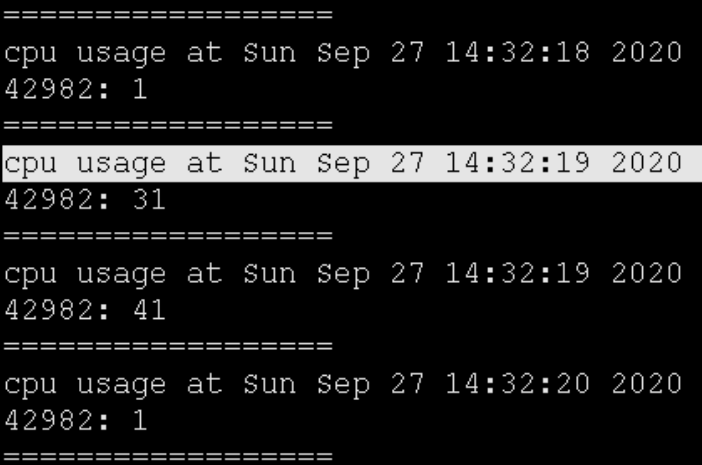 ===================
cpu usage at Sun Sep 27 14:32:18 2020
42982: 1
===================
cpu usage at Sun Sep 27 14:32:19 2020
42982: 31
===================
cpu usage at Sun Sep 27 14:32:19 2020
42982: 41
===================
cpu usage at Sun Sep 27 14:32:20 2020
42982: 1
===================